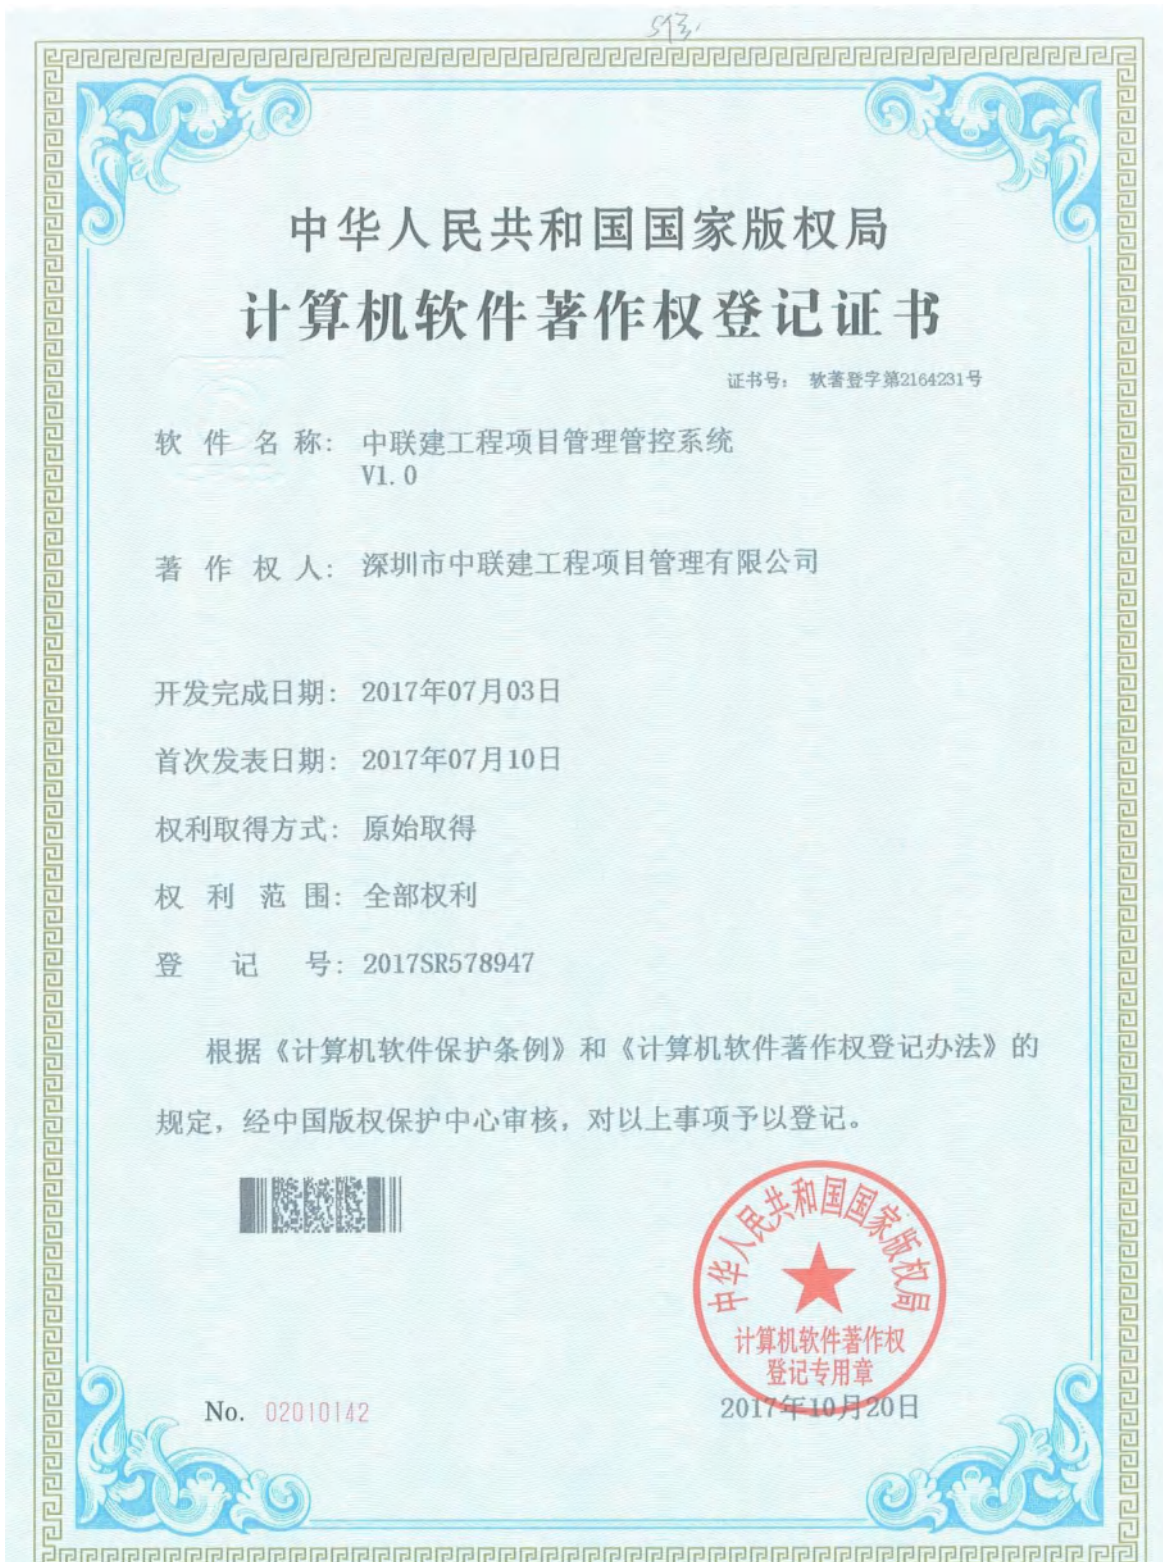 中华人民共和国国家版权局
计算机软件著作权登记证书
证书号： 软著登字第2164231号
软件名称： 中联建工程项目管理管控系统
V1.0
著作权人： 深圳市中联建工程项目管理有限公司
开发完成日期： 2017年07月03日
首次发表日期： 2017年07月10日
权利取得方式： 原始取得
权利范围： 全部权利
登记号： 2017SR578947
根据《计算机软件保护条例》和《计算机软件著作权登记办法》的
规定，经中国版权保护中心审核，对以上事项予以登记。
中华人民共和国国家版权局
计算机软件著作权
登记专用章
No. 02010142
2017年10月20日